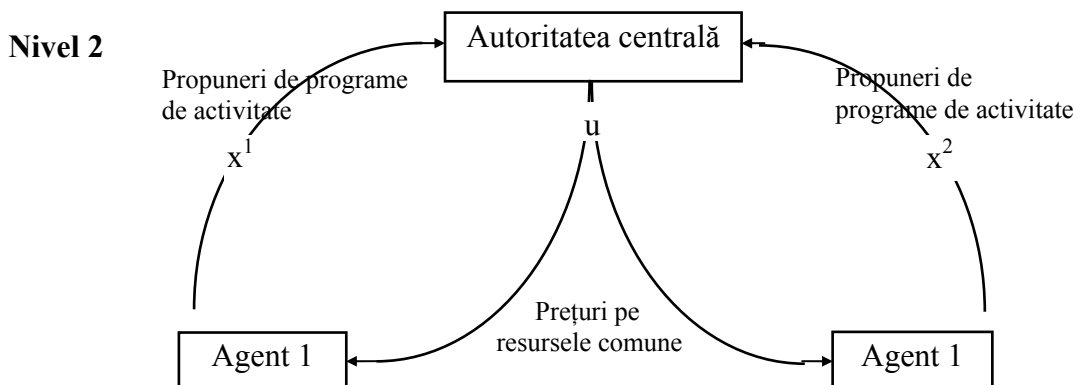 Nivel 2
Autoritatea centrală
Propuneri de programe
de activitate
Propuneri de
programe de activitate
u
x¹
x²
Prețuri pe
resursele comune
Agent 1
Agent 1